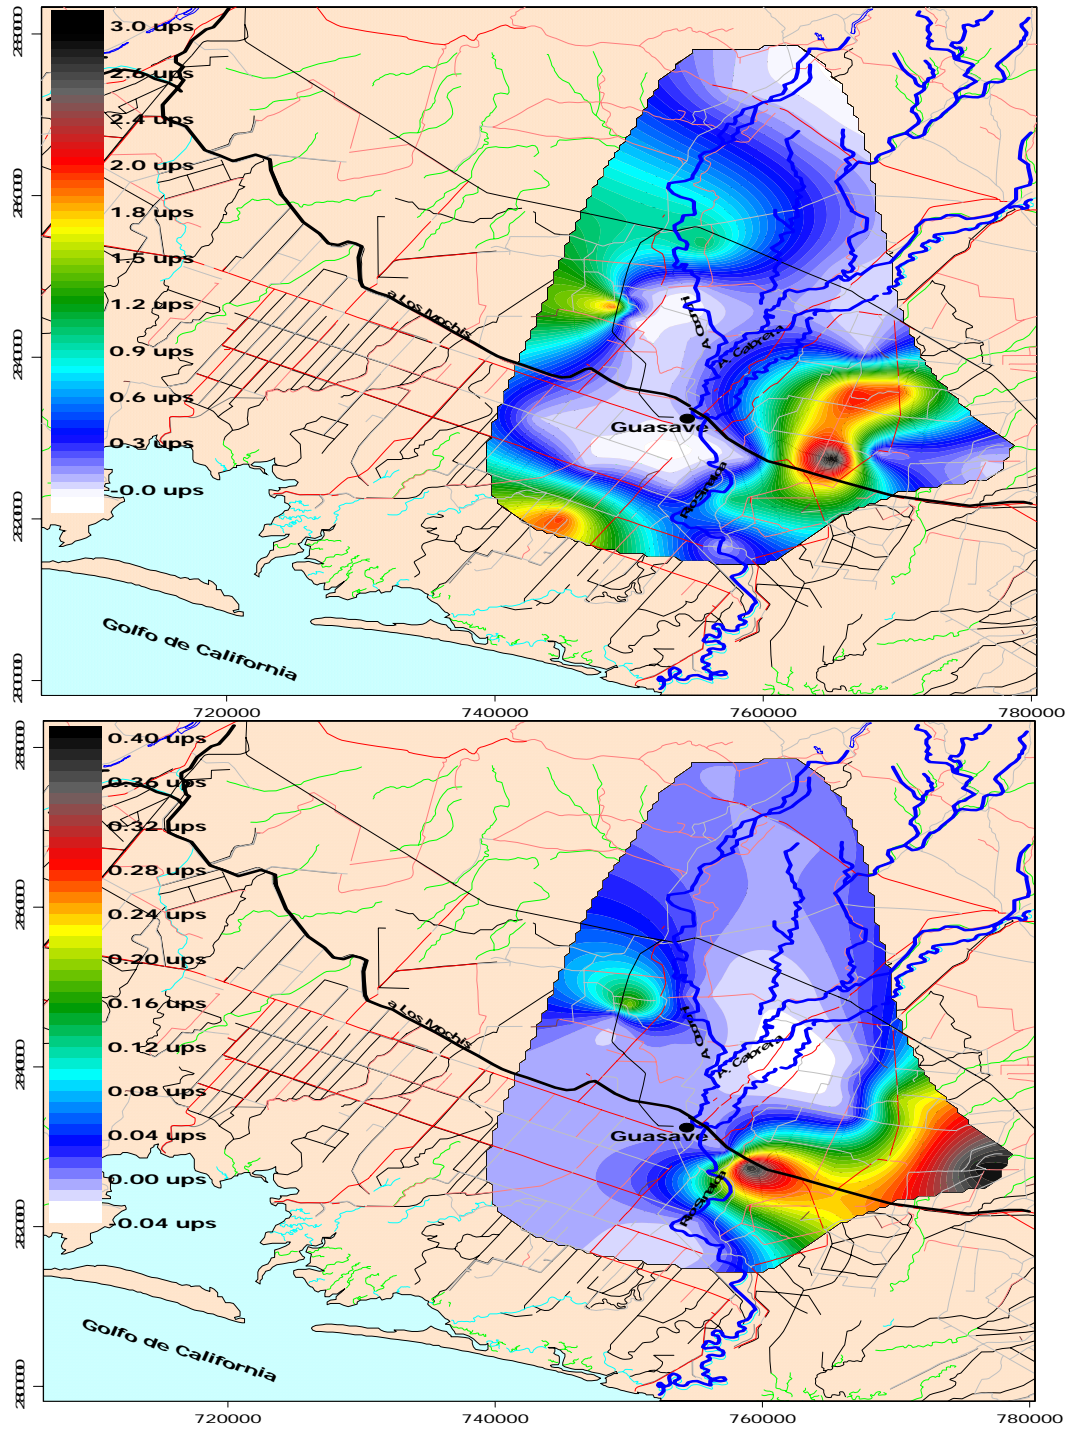 3.0 ups
2.6 ups
2.4 ups
2.0 ups
1.8 ups
1.5 ups
1.2 ups
0.9 ups
0.6 ups
0.3 ups
-0.0 ups
a Los Mochis
A. Cabrera
Guasave
Golfo de California
720000
740000
760000
780000
0.40 ups
0.36 ups
0.32 ups
0.28 ups
0.24 ups
0.20 ups
0.16 ups
0.12 ups
0.08 ups
0.04 ups
0.00 ups
-0.04 ups
a Los Mochis
A. Cabrera
Guasave
Golfo de California
720000
740000
760000
780000